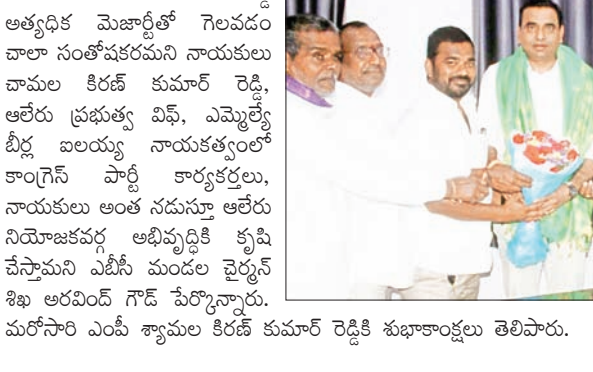 అత్యధిక మెజార్టీతో గెలవడం
చాలా సంతోషకరమని నాయకులు
చామల కిరణ్ కుమార్ రెడ్డి,
ఆలేరు ప్రభుత్వ విఫ్, ఎమ్మెల్యే
బీర్ల ఐలయ్య నాయకత్వంలో
కాంగ్రెస్ పార్టీ కార్యకర్తలు,
నాయకులు అంత నడుస్తూ ఆలేరు
నియోజకవర్గ అభివృద్ధికి కృషి
చేస్తామని ఎబీసీ మండల చైర్మన్
శిఖ అరవింద్ గౌడ్ పేర్కొన్నారు.
మరోసారి ఎంపీ శ్యామల కిరణ్ కుమార్ రెడ్డికి శుభాకాంక్షలు తెలిపారు.